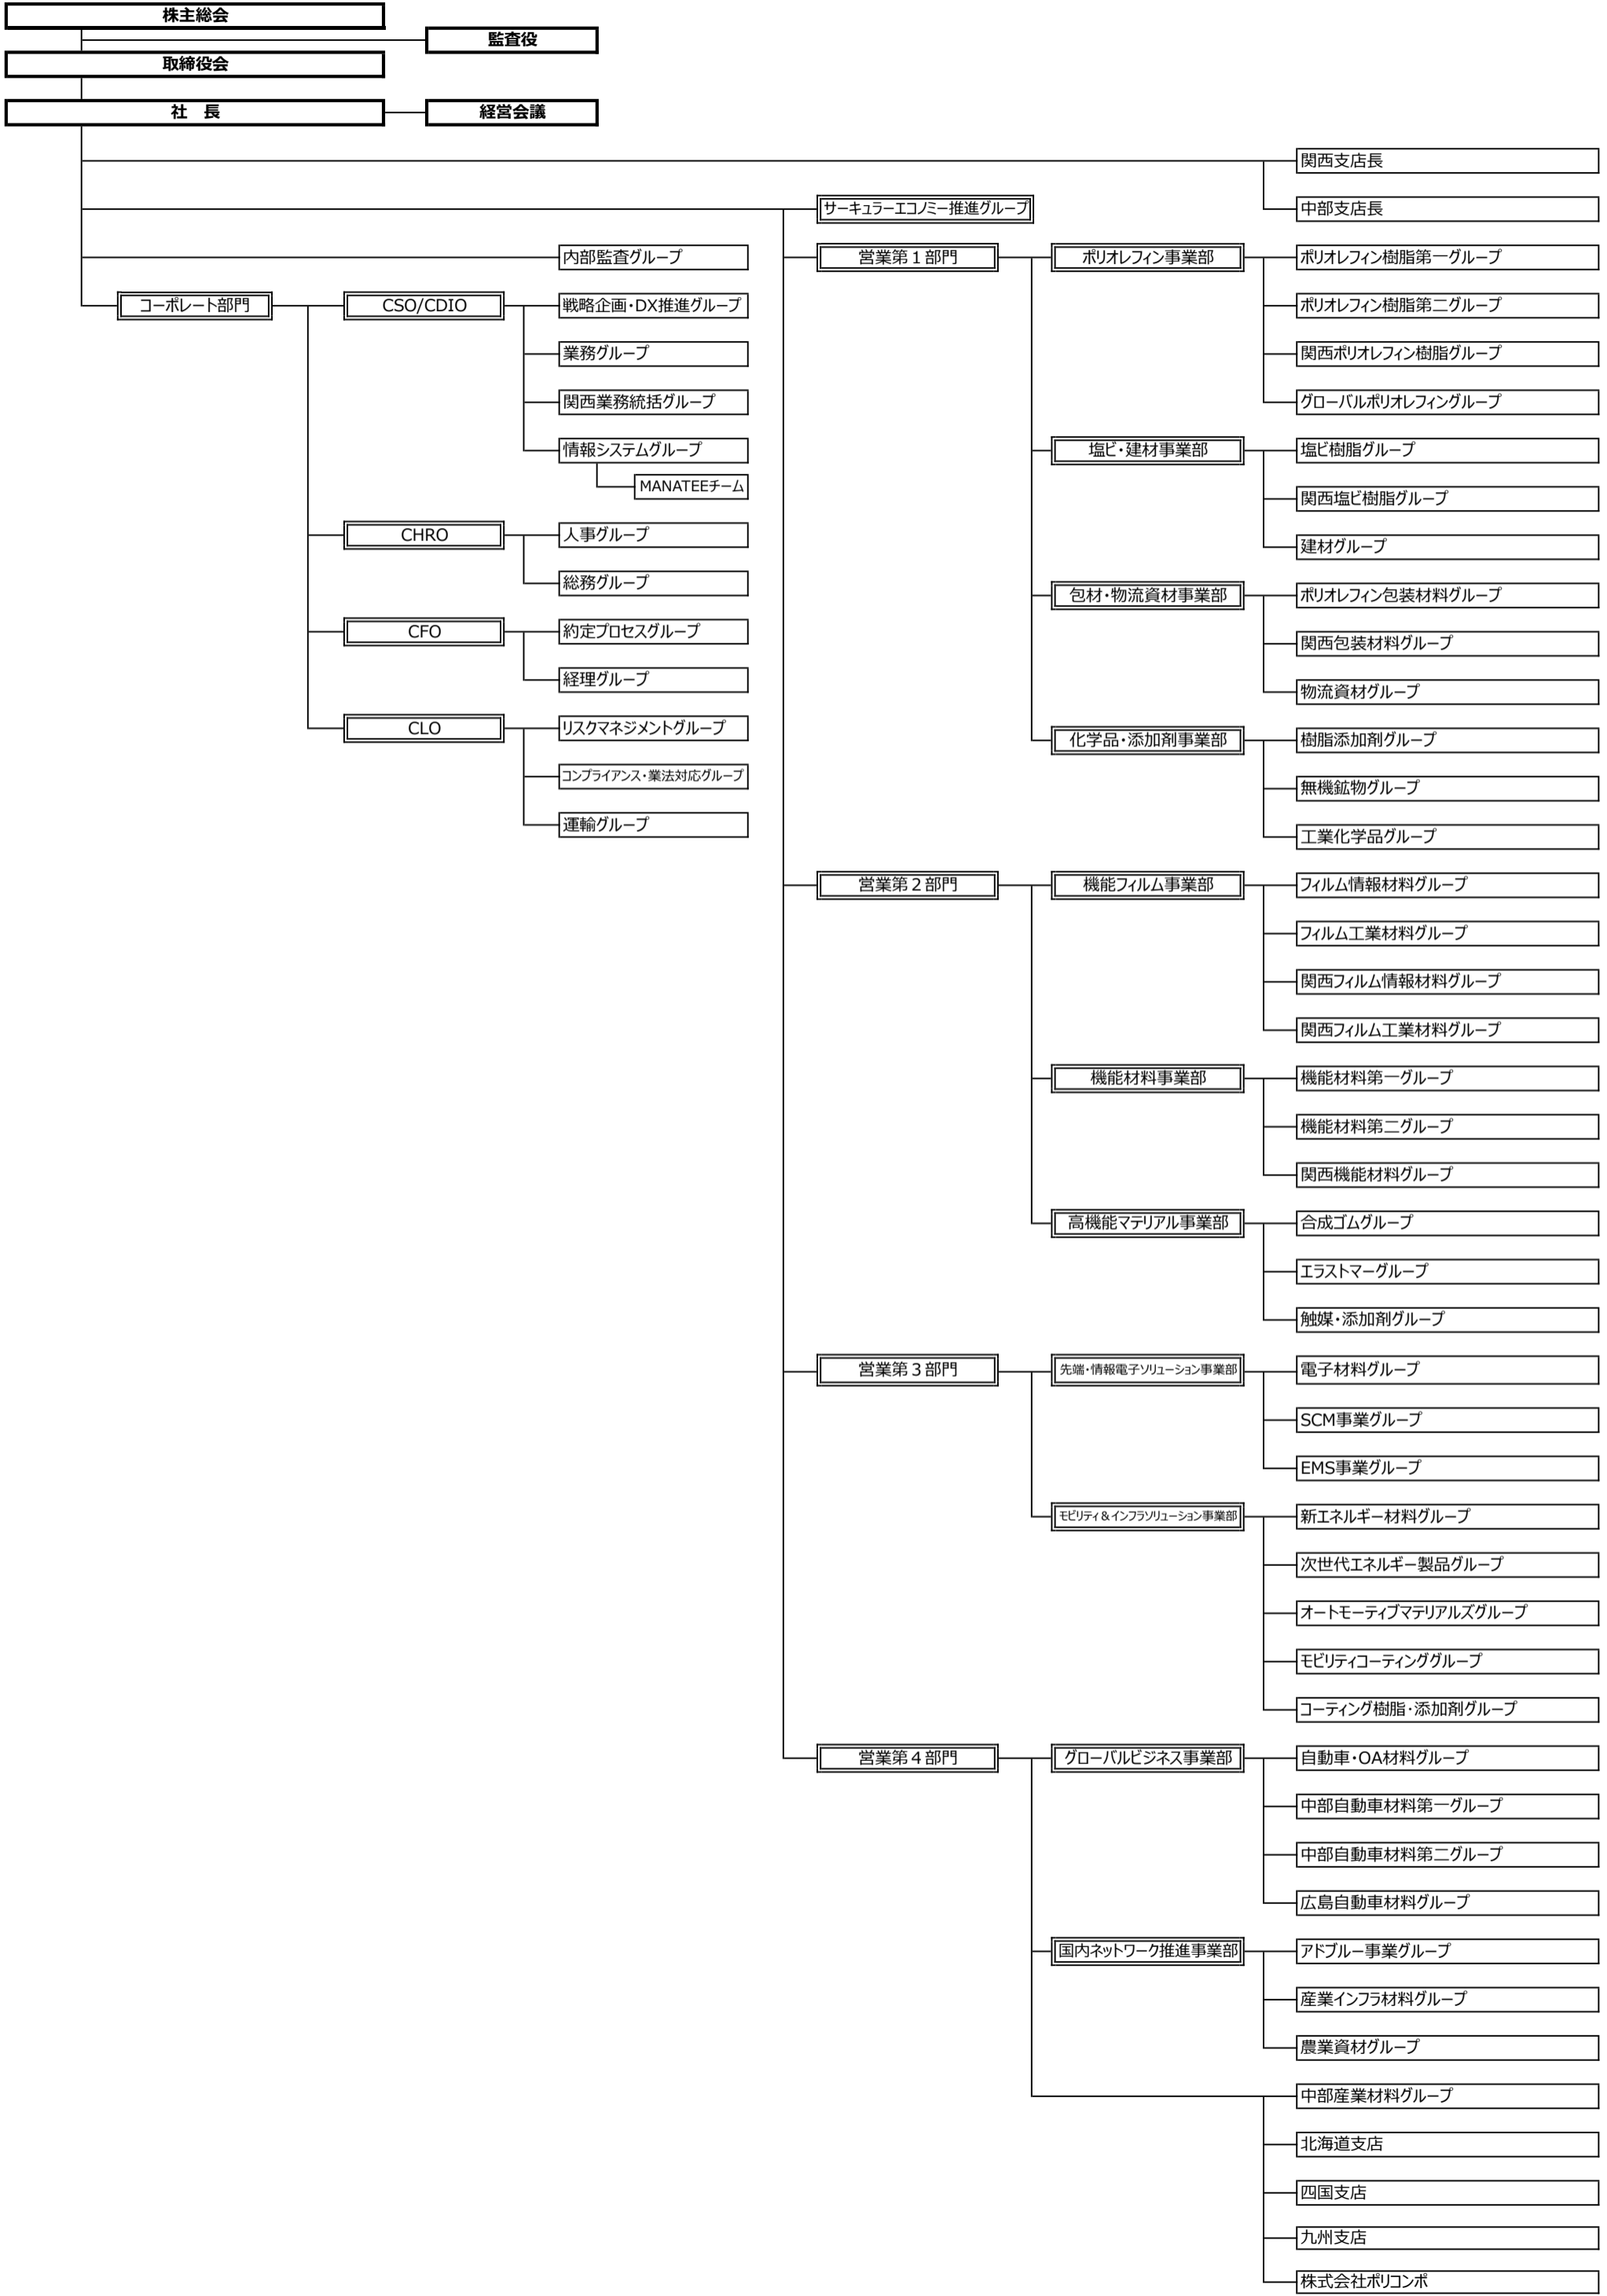 株主総会
監査役
取締役会
社　長
経営会議
関西支店長
サーキュラーエコノミー推進グループ
中部支店長
内部監査グループ
営業第１部門
ポリオレフィン事業部
ポリオレフィン樹脂第一グループ
コーポレート部門
CSO/CDIO
戦略企画・DX推進グループ
ポリオレフィン樹脂第二グループ
業務グループ
関西ポリオレフィン樹脂グループ
関西業務統括グループ
グローバルポリオレフィングループ
情報システムグループ
塩ビ・建材事業部
塩ビ樹脂グループ
MANATEEチーム
関西塩ビ樹脂グループ
CHRO
人事グループ
建材グループ
総務グループ
包材・物流資材事業部
ポリオレフィン包装材料グループ
CFO
約定プロセスグループ
関西包装材料グループ
経理グループ
物流資材グループ
CLO
リスクマネジメントグループ
化学品・添加剤事業部
樹脂添加剤グループ
コンプライアンス・業法対応グループ
無機鉱物グループ
運輸グループ
工業化学品グループ
営業第２部門
機能フィルム事業部
フィルム情報材料グループ
フィルム工業材料グループ
関西フィルム情報材料グループ
関西フィルム工業材料グループ
機能材料事業部
機能材料第一グループ
機能材料第二グループ
関西機能材料グループ
高機能マテリアル事業部
合成ゴムグループ
エラストマーグループ
触媒・添加剤グループ
営業第３部門
先端・情報電子ソリューション事業部
電子材料グループ
SCM事業グループ
EMS事業グループ
モビリティ＆インフラソリューション事業部
新エネルギー材料グループ
次世代エネルギー製品グループ
オートモーティブマテリアルズグループ
モビリティコーティンググループ
コーティング樹脂・添加剤グループ
営業第４部門
グローバルビジネス事業部
自動車・OA材料グループ
中部自動車材料第一グループ
中部自動車材料第二グループ
広島自動車材料グループ
国内ネットワーク推進事業部
アドブルー事業グループ
産業インフラ材料グループ
農業資材グループ
中部産業材料グループ
北海道支店
四国支店
九州支店
株式会社ポリコンポ